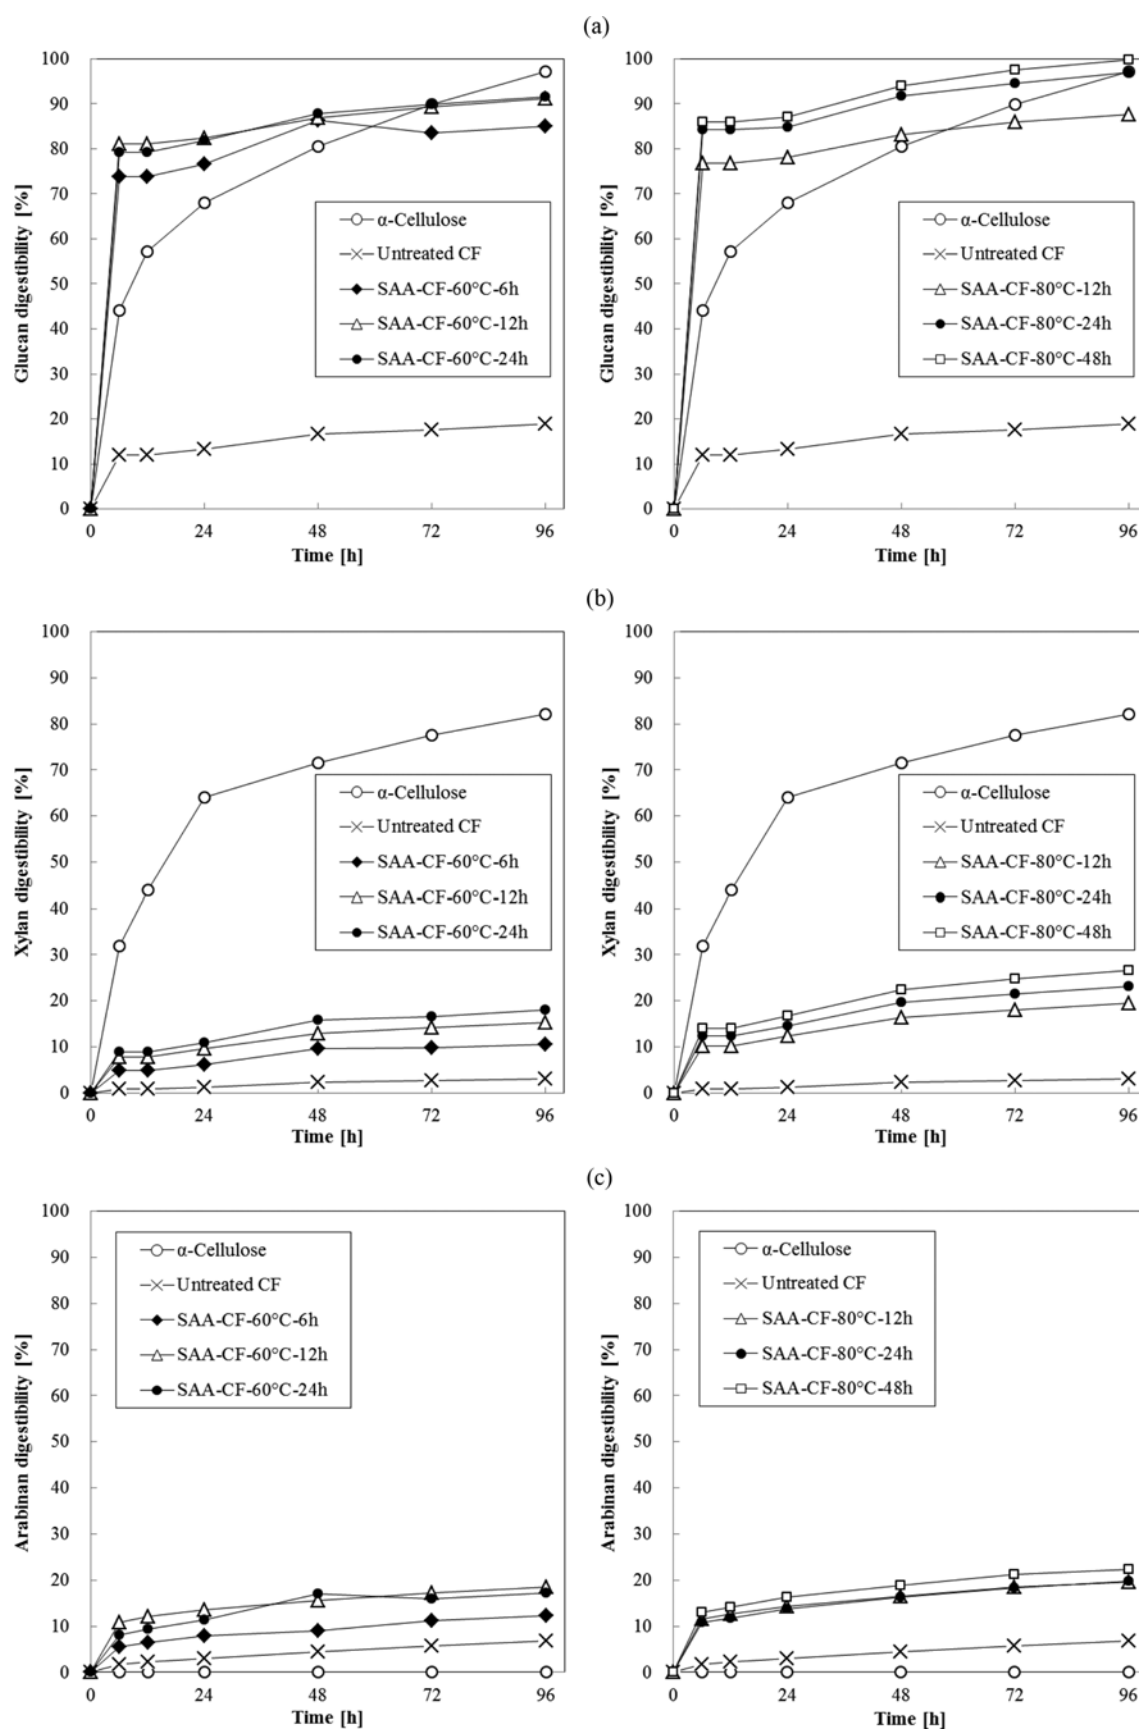 (a)
100
90
80
70
60
50
40
30
20
10
0
Glucan digestibility [%]
α-Cellulose
Untreated CF
SAA-CF-60°C-6h
SAA-CF-60°C-12h
SAA-CF-60°C-24h
0 24 48 72 96
Time [h]
100
90
80
70
60
50
40
30
20
10
0
Glucan digestibility [%]
α-Cellulose
Untreated CF
SAA-CF-80°C-12h
SAA-CF-80°C-24h
SAA-CF-80°C-48h
0 24 48 72 96
Time [h]
(b)
100
90
80
70
60
50
40
30
20
10
0
Xylan digestibility [%]
α-Cellulose
Untreated CF
SAA-CF-60°C-6h
SAA-CF-60°C-12h
SAA-CF-60°C-24h
0 24 48 72 96
Time [h]
100
90
80
70
60
50
40
30
20
10
0
Xylan digestibility [%]
α-Cellulose
Untreated CF
SAA-CF-80°C-12h
SAA-CF-80°C-24h
SAA-CF-80°C-48h
0 24 48 72 96
Time [h]
(c)
100
90
80
70
60
50
40
30
20
10
0
Arabinan digestibility [%]
α-Cellulose
Untreated CF
SAA-CF-60°C-6h
SAA-CF-60°C-12h
SAA-CF-60°C-24h
0 24 48 72 96
Time [h]
100
90
80
70
60
50
40
30
20
10
0
Arabinan digestibility [%]
α-Cellulose
Untreated CF
SAA-CF-80°C-12h
SAA-CF-80°C-24h
SAA-CF-80°C-48h
0 24 48 72 96
Time [h]